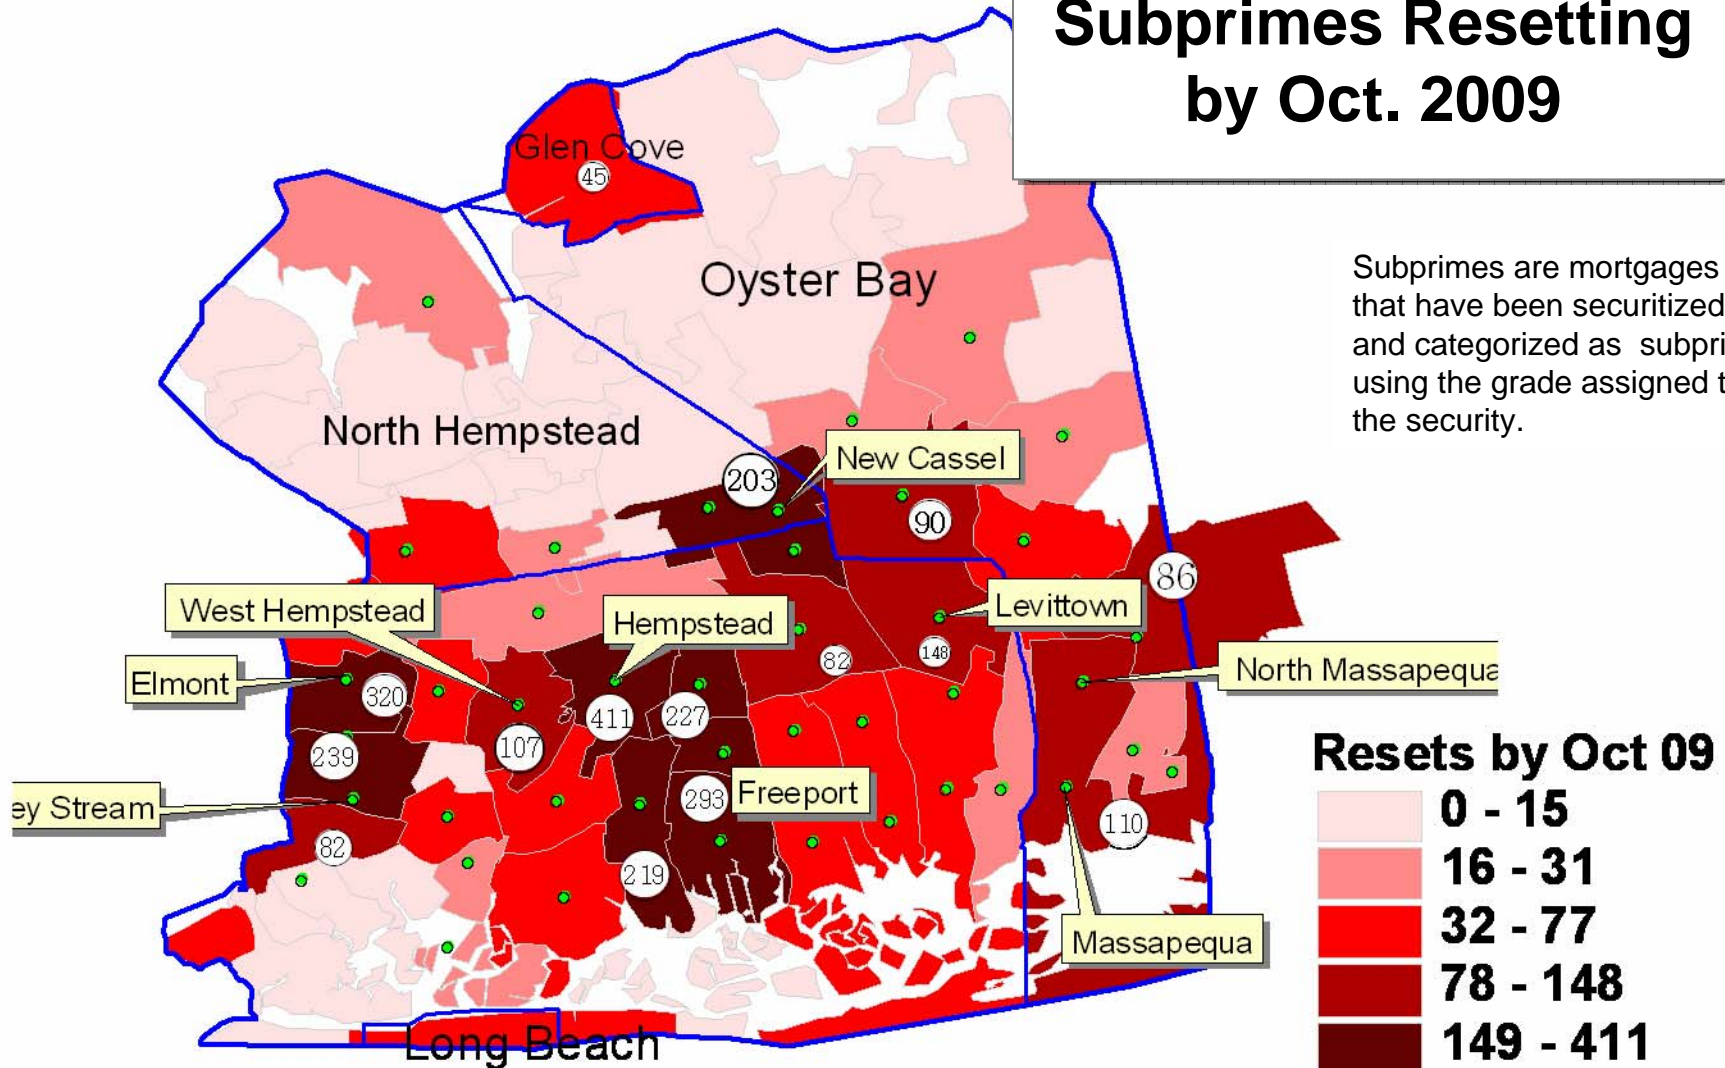 Subprimes Resetting
by Oct. 2009
Glen Cove
45
Oyster Bay
Subprimes are mortgages
that have been securitized
and categorized as subpri
using the grade assigned t
the security.
North Hempstead
New Cassel
203
90
86
West Hempstead
Hempstead
Levittown
82
148
Elmont
North Massapequa
320
411
227
107
239
293
Freeport
ey Stream
110
82
219
Massapequa
Long Beach
Resets by Oct 09
0 - 15
16 - 31
32 - 77
78 - 148
149 - 411